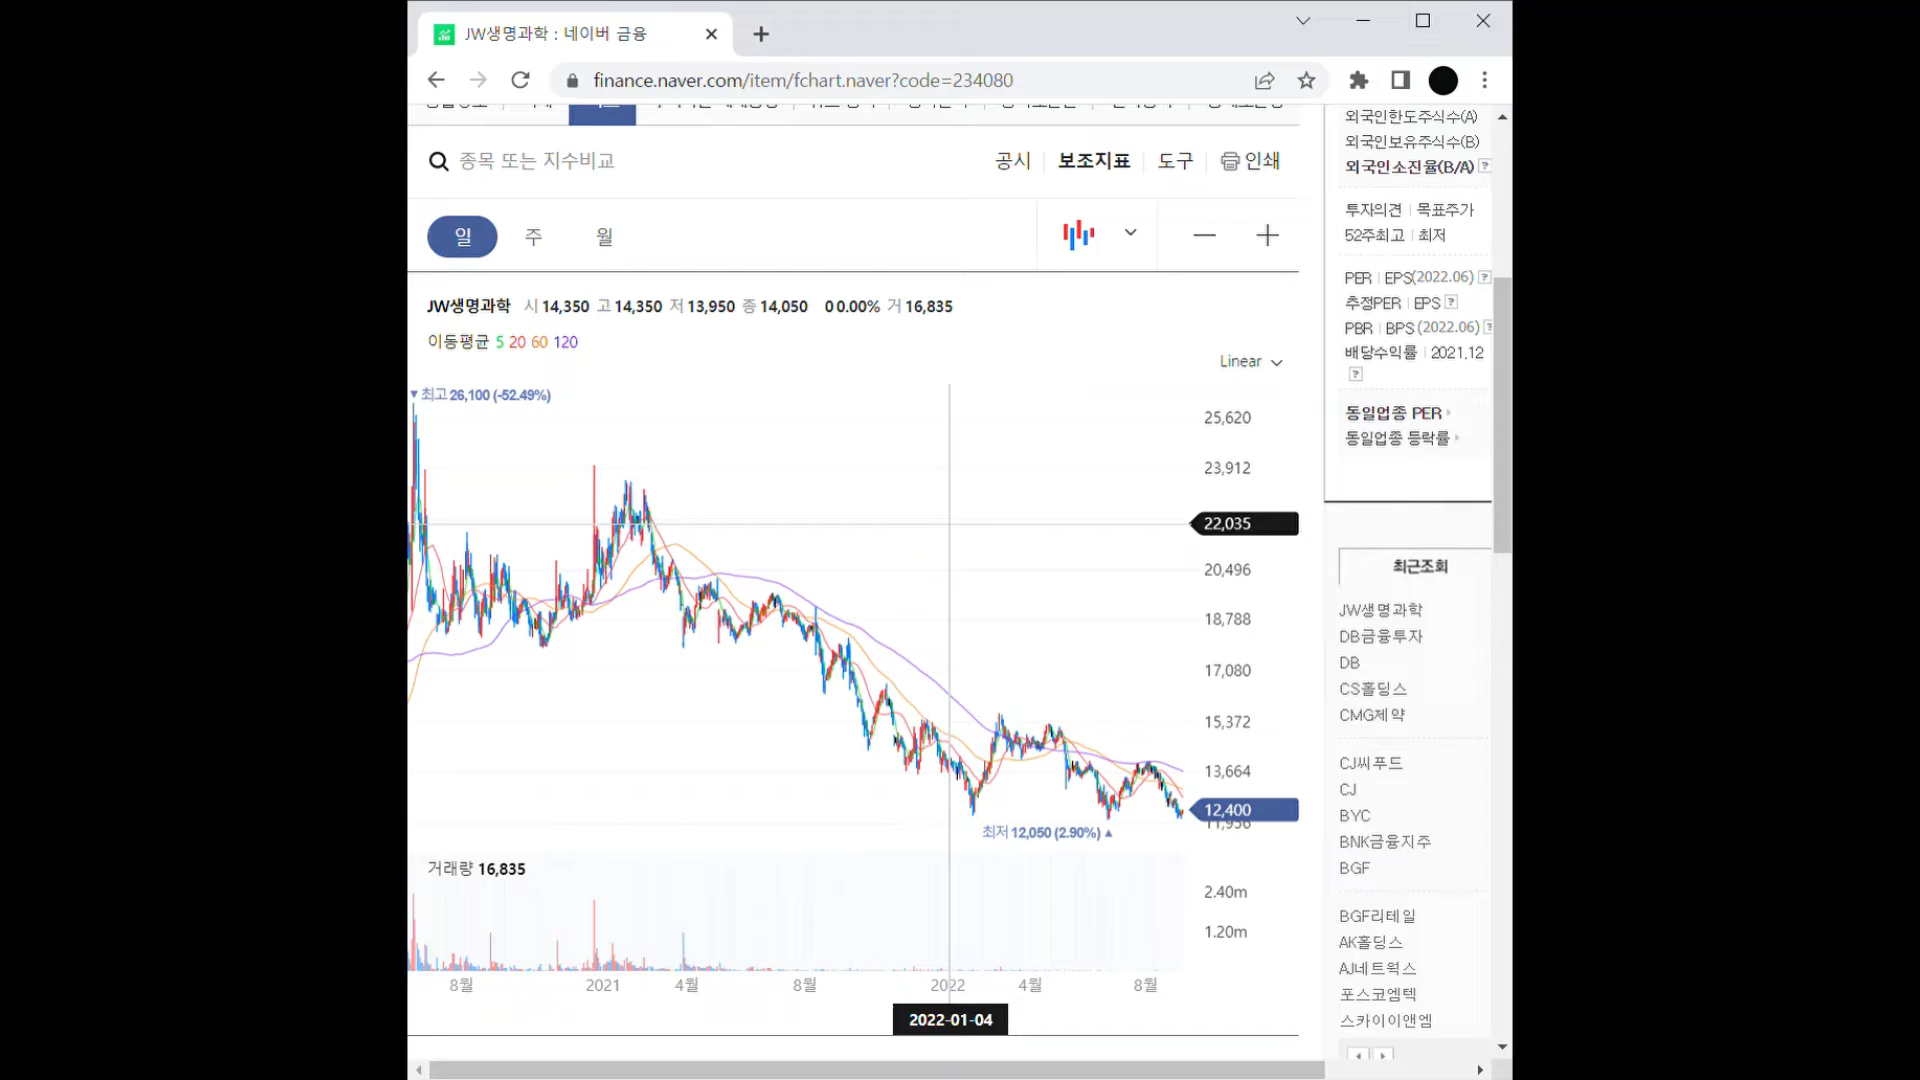 JW생명과학 : 네이버 금융
finance.naver.com/item/fchart.naver?code=234080
종목 또는 지수비교
공시 보조지표 도구 인쇄
일 주 월
JW생명과학 시 14,350 고 14,350 저 13,950 종 14,050 0 0.00% 거 16,835
이동평균 5 20 60 120
Linear
최고 26,100 (-52.49%)
25,620
23,912
22,035
20,496
18,788
17,080
15,372
13,664
12,400
11,956
최저 12,050 (2.90%)
거래량 16,835
2.40m
1.20m
8월 2021 4월 8월 2022 4월 8월
2022-01-04
외국인한도주식수(A)
외국인보유주식수(B)
외국인소진율(B/A) ?
투자의견 | 목표주가
52주최고 | 최저
PER | EPS(2022.06) ?
추정PER | EPS ?
PBR | BPS (2022.06) ?
배당수익률 | 2021.12
?
동일업종 PER
동일업종 등락률
최근조회
JW생명과학
DB금융투자
DB
CS홀딩스
CMG제약
CJ씨푸드
CJ
BYC
BNK금융지주
BGF
BGF리테일
AK홀딩스
AJ네트웍스
포스코엠텍
스카이이앤엠